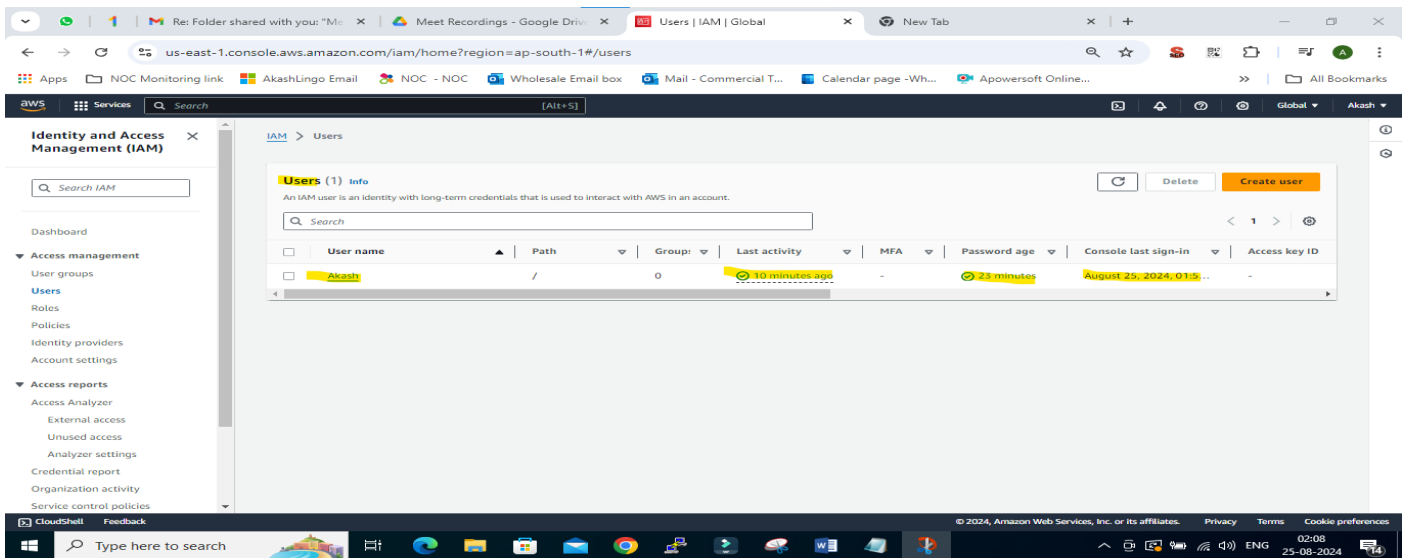 Re: Folder shared with you: "Me
Meet Recordings - Google Driv
Users | IAM | Global
New Tab
us-east-1.console.aws.amazon.com/iam/home?region=ap-south-1#/users
A
Apps NOC Monitoring link AkashLingo Email NOC - NOC Wholesale Email box Mail - Commercial T... Calendar page -Wh... Apowersoft Online... >> All Bookmarks
aws Services Search [Alt+S] Global Akash
Identity and Access Management (IAM)
Search IAM
Dashboard
Access management
User groups
Users
Roles
Policies
Identity providers
Account settings
Access reports
Access Analyzer
External access
Unused access
Analyzer settings
Credential report
Organization activity
Service control policies
IAM > Users
Users (1) Info
Delete
Create user
An IAM user is an identity with long-term credentials that is used to interact with AWS in an account.
Search
< 1 >
User name Path Group: Last activity MFA Password age Console last sign-in Access key ID
Akash / 0 10 minutes ago - 23 minutes August 25, 2024, 01:5... -
CloudShell Feedback © 2024, Amazon Web Services, Inc. or its affiliates. Privacy Terms Cookie preferences
Type here to search
ENG
02:08
25-08-2024
14